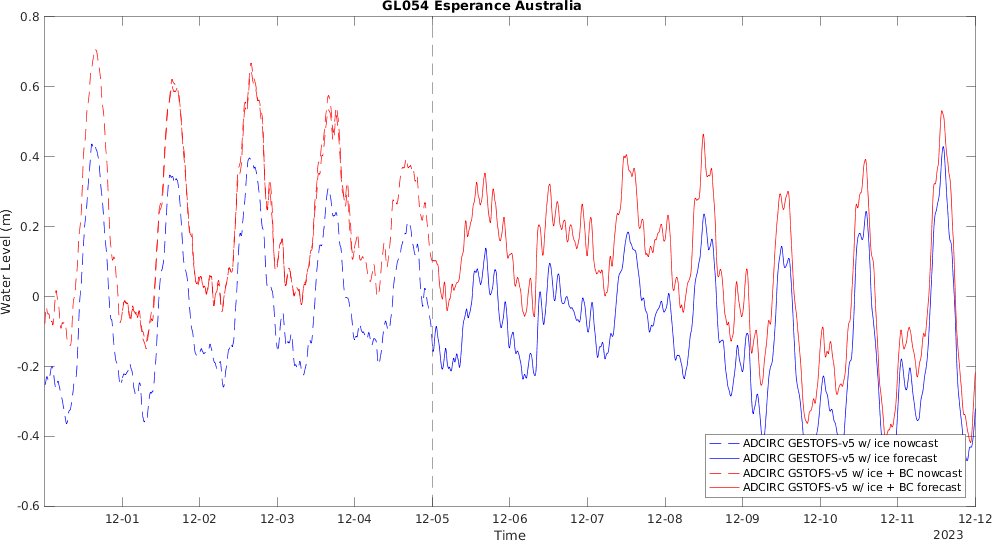 GL054 Esperance Australia
Water Level (m)
0.8
0.6
0.4
0.2
0
-0.2
-0.4
-0.6
12-01 12-02 12-03 12-04 12-05 12-06 12-07 12-08 12-09 12-10 12-11 12-12
Time
2023
ADCIRC GESTOFS-v5 w/ ice nowcast
ADCIRC GESTOFS-v5 w/ ice forecast
ADCIRC GSTOFS-v5 w/ ice + BC nowcast
ADCIRC GSTOFS-v5 w/ ice + BC forecast